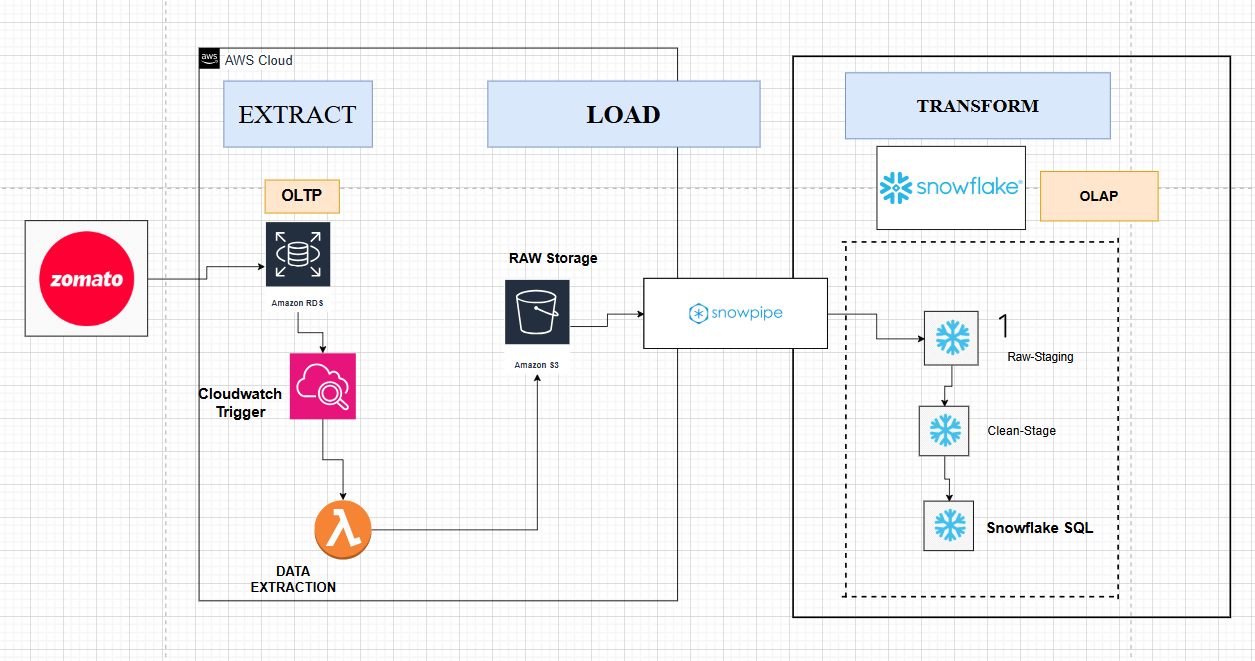 aws
AWS Cloud
EXTRACT
LOAD
TRANSFORM
snowflake®
OLAP
OLTP
zomato
Amazon RDS
RAW Storage
Amazon S3
snowpipe
1
Raw-Staging
Cloudwatch
Trigger
Clean-Stage
Snowflake SQL
DATA
EXTRACTION